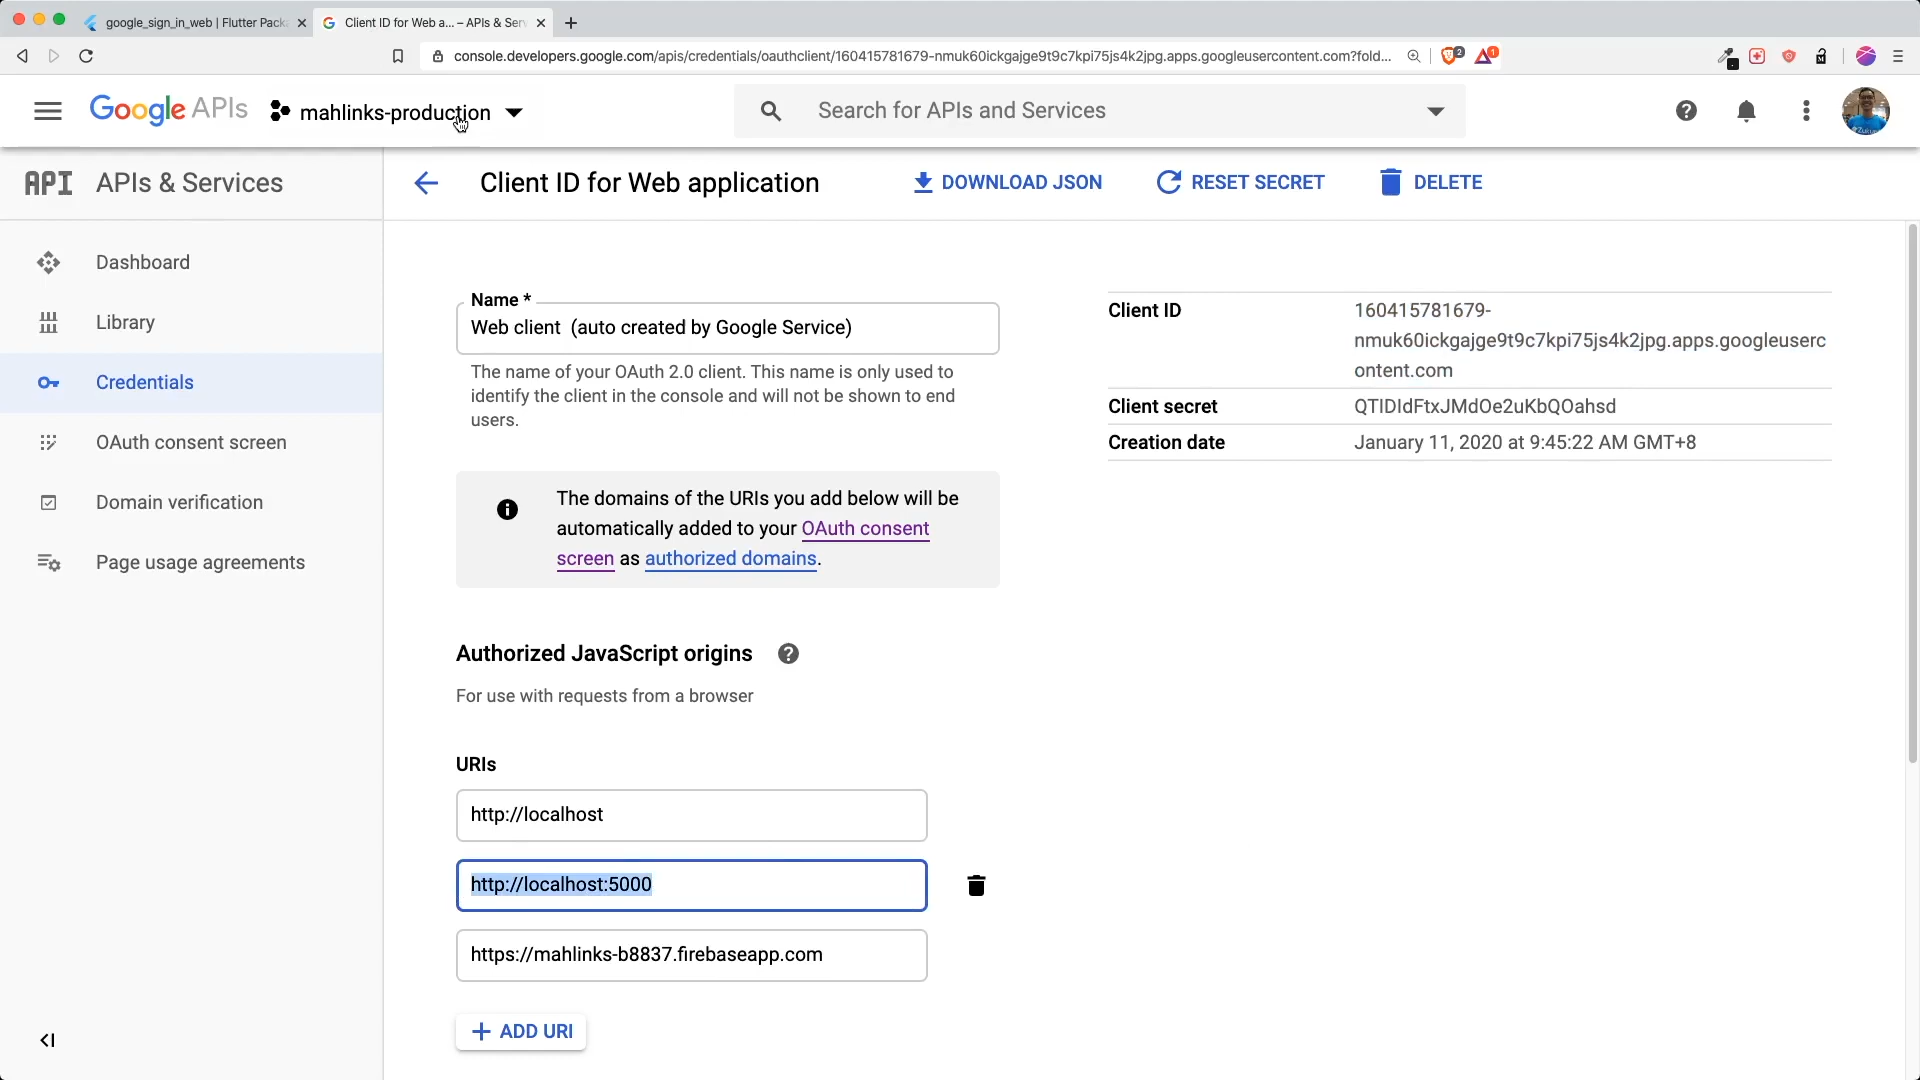 google_sign_in_web | Flutter Pack
Client ID for Web a... – APIs & Ser
console.developers.google.com/apis/credentials/oauthclient/160415781679-nmuk60ickgajge9t9c7kpi75js4k2jpg.apps.googleusercontent.com?fold...
2
1
Google APIs
mahlinks-production
Search for APIs and Services
API APIs & Services
Client ID for Web application
DOWNLOAD JSON
RESET SECRET
DELETE
Dashboard
Library
Credentials
OAuth consent screen
Domain verification
Page usage agreements
Name *
Web client  (auto created by Google Service)
The name of your OAuth 2.0 client. This name is only used to
identify the client in the console and will not be shown to end
users.
The domains of the URIs you add below will be
automatically added to your OAuth consent
screen as authorized domains.
Authorized JavaScript origins
For use with requests from a browser
URIs
http://localhost
http://localhost:5000
https://mahlinks-b8837.firebaseapp.com
ADD URI
Client ID
160415781679-
nmuk60ickgajge9t9c7kpi75js4k2jpg.apps.googleuserc
ontent.com
Client secret
QTIDIdFtxJMdOe2uKbQOahsd
Creation date
January 11, 2020 at 9:45:22 AM GMT+8